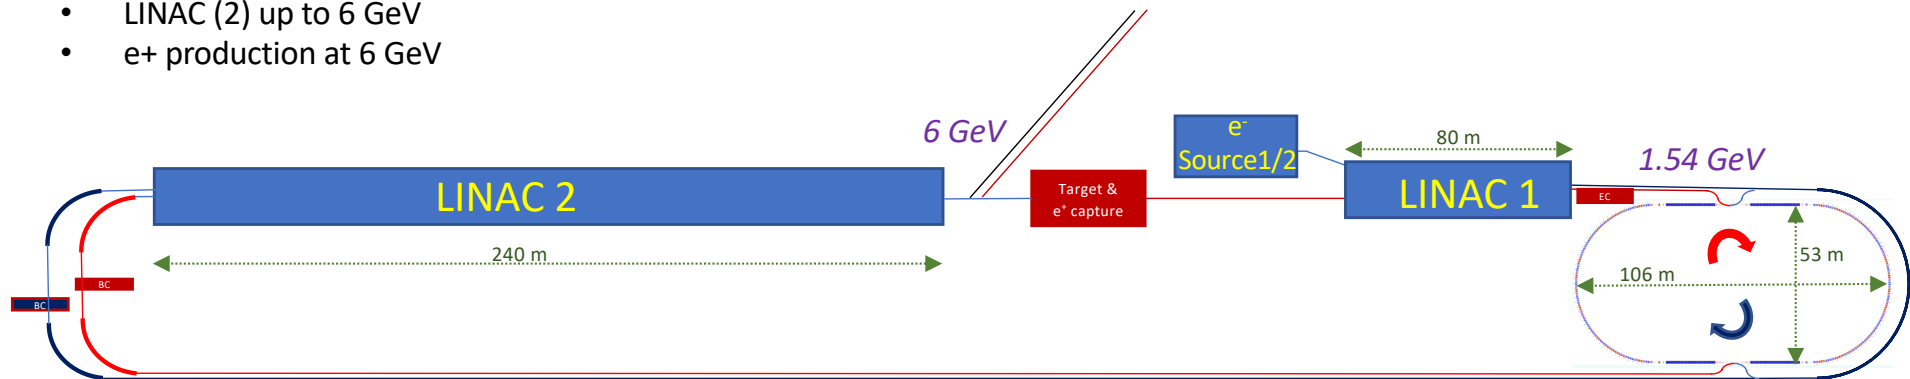 • LINAC (2) up to 6 GeV
• e+ production at 6 GeV
6 GeV
e-
Source1/2
80 m
1.54 GeV
LINAC 2
Target &
e+ capture
LINAC 1
EC
240 m
53 m
106 m
BC
BC